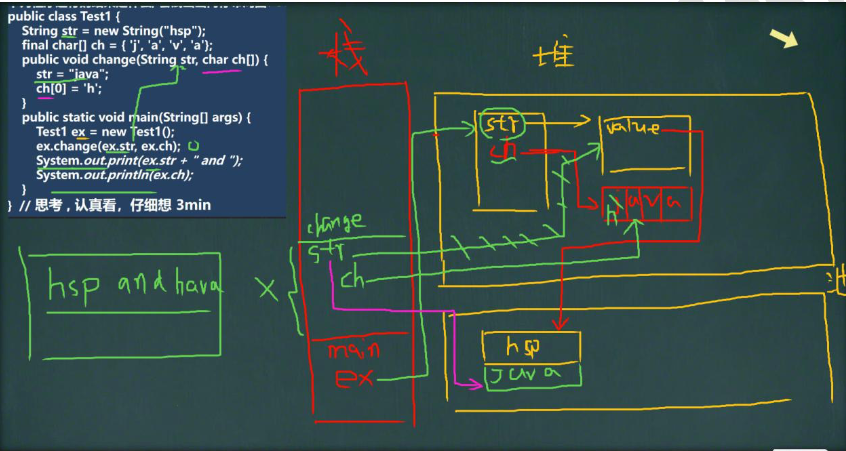 public class Test1 {
String str = new String("hsp");
final char[] ch = { 'j', 'a', 'v', 'a'};
public void change(String str, char ch[]) {
str = "java";
ch[0] = 'h';
}
public static void main(String[] args) {
Test1 ex = new Test1();
ex.change(ex.str, ex.ch);
System.out.print(ex.str + " and ");
System.out.println(ex.ch);
}
} // 思考,认真看,仔细想 3min
栈
堆
str
ch
value
h a v a
change
str
ch
hsp and hava
X
main
ex
hsp
java